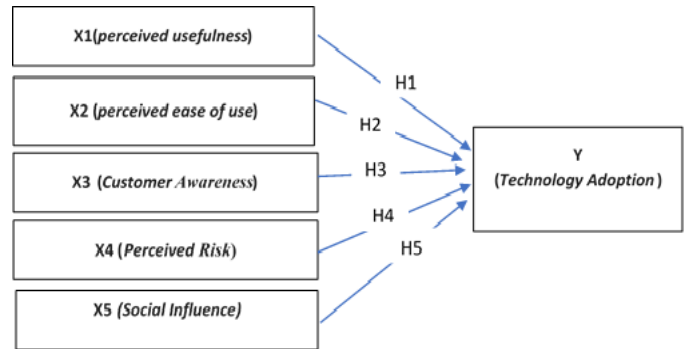 X1(perceived usefulness)
H1
X2 (perceived ease of use)
H2
Y
(Technology Adoption )
X3 (Customer Awareness)
H3
H4
X4 (Perceived Risk)
H5
X5 (Social Influence)